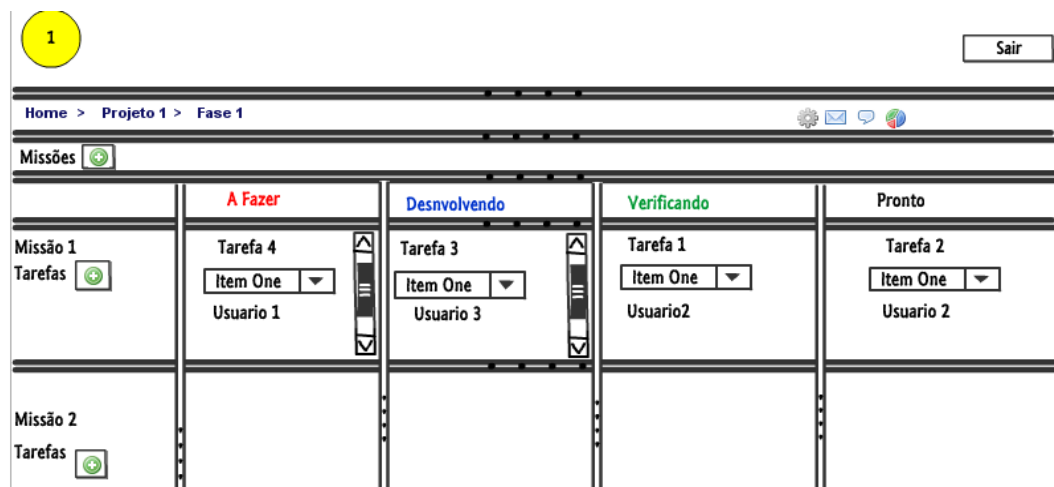 1
Sair
Home > Projeto 1 > Fase 1
Missões
A Fazer
Desnvolvendo
Verificando
Pronto
Missão 1
Tarefas
Tarefa 4
Item One
Usuario 1
Tarefa 3
Item One
Usuario 3
Tarefa 1
Item One
Usuario2
Tarefa 2
Item One
Usuario 2
Missão 2
Tarefas